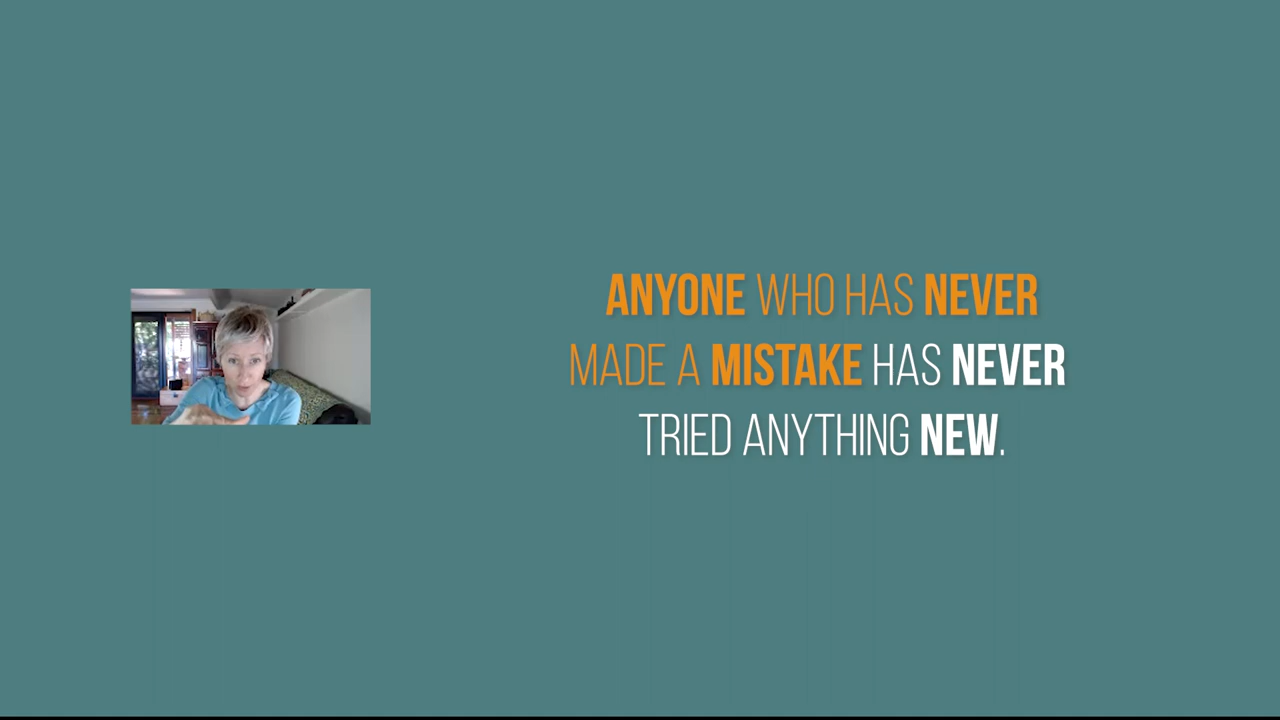 ANYONE WHO HAS NEVER
MADE A MISTAKE HAS NEVER
TRIED ANYTHING NEW.